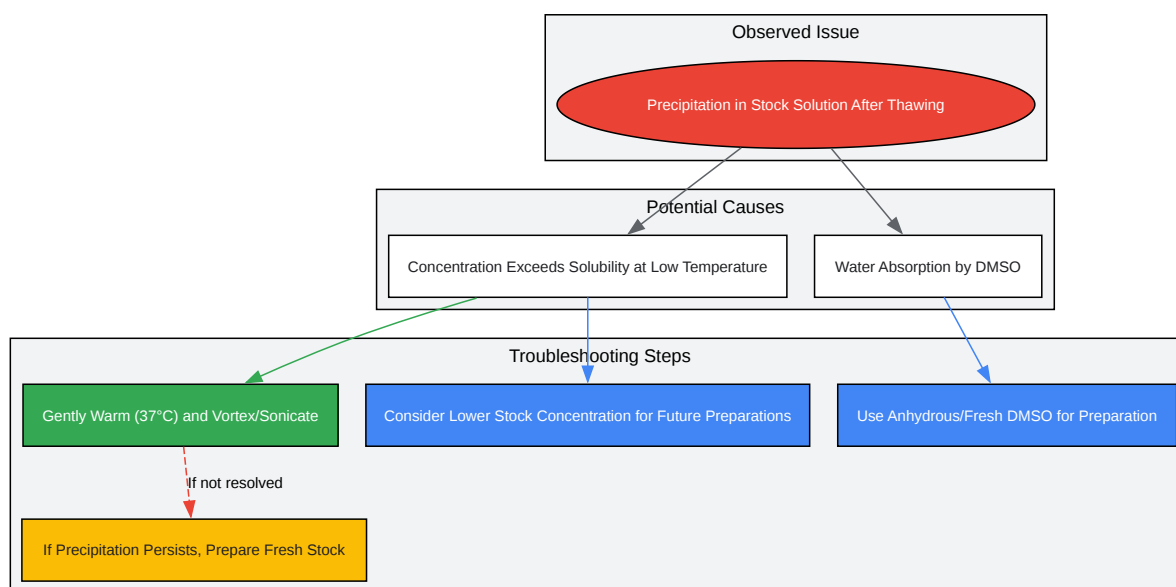 Observed Issue
Precipitation in Stock Solution After Thawing
Potential Causes
Concentration Exceeds Solubility at Low Temperature
Water Absorption by DMSO
Troubleshooting Steps
Gently Warm (37°C) and Vortex/Sonicate
Consider Lower Stock Concentration for Future Preparations
Use Anhydrous/Fresh DMSO for Preparation
If not resolved
If Precipitation Persists, Prepare Fresh Stock